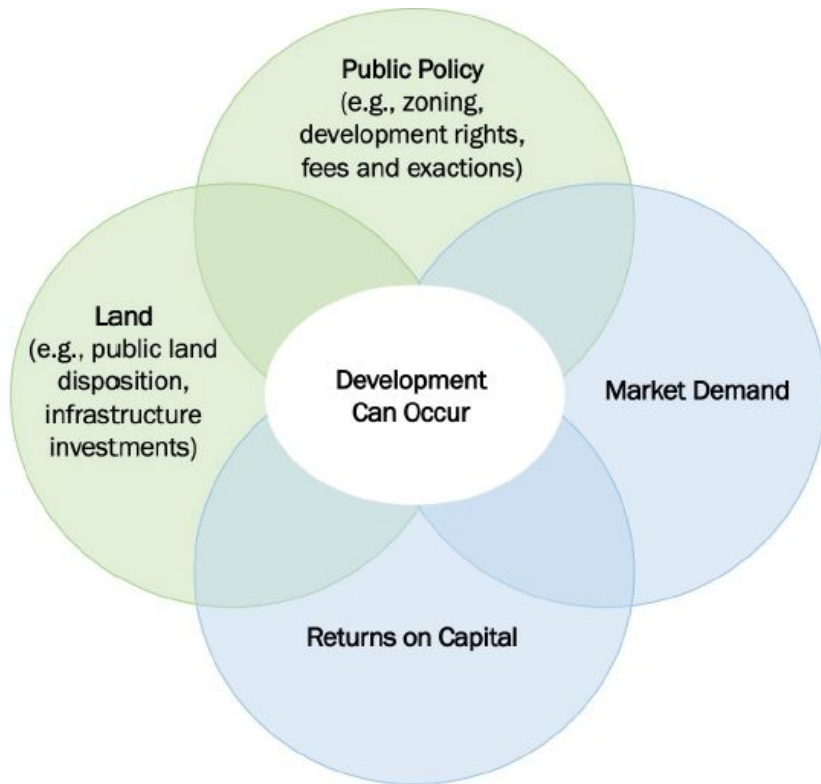 Public Policy
(e.g., zoning,
development rights,
fees and exactions)
Land
(e.g., public land
disposition,
infrastructure
investments)
Development
Can Occur
Market Demand
Returns on Capital